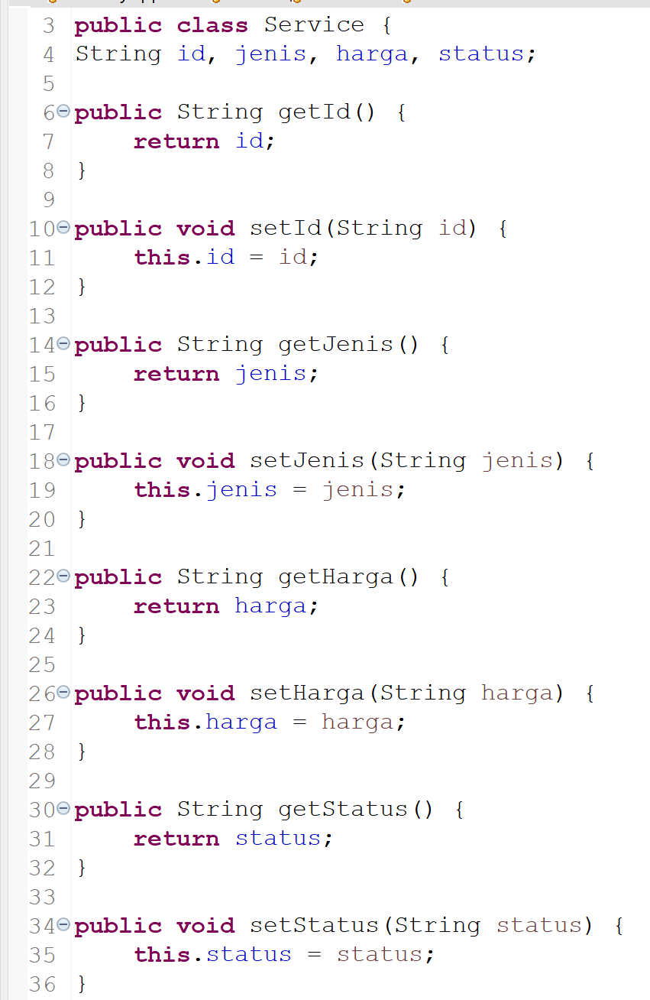 3 public class Service {
4 String id, jenis, harga, status;
5
6 public String getId() {
7     return id;
8 }
9
10 public void setId(String id) {
11     this.id = id;
12 }
13
14 public String getJenis() {
15     return jenis;
16 }
17
18 public void setJenis(String jenis) {
19     this.jenis = jenis;
20 }
21
22 public String getHarga() {
23     return harga;
24 }
25
26 public void setHarga(String harga) {
27     this.harga = harga;
28 }
29
30 public String getStatus() {
31     return status;
32 }
33
34 public void setStatus(String status) {
35     this.status = status;
36 }